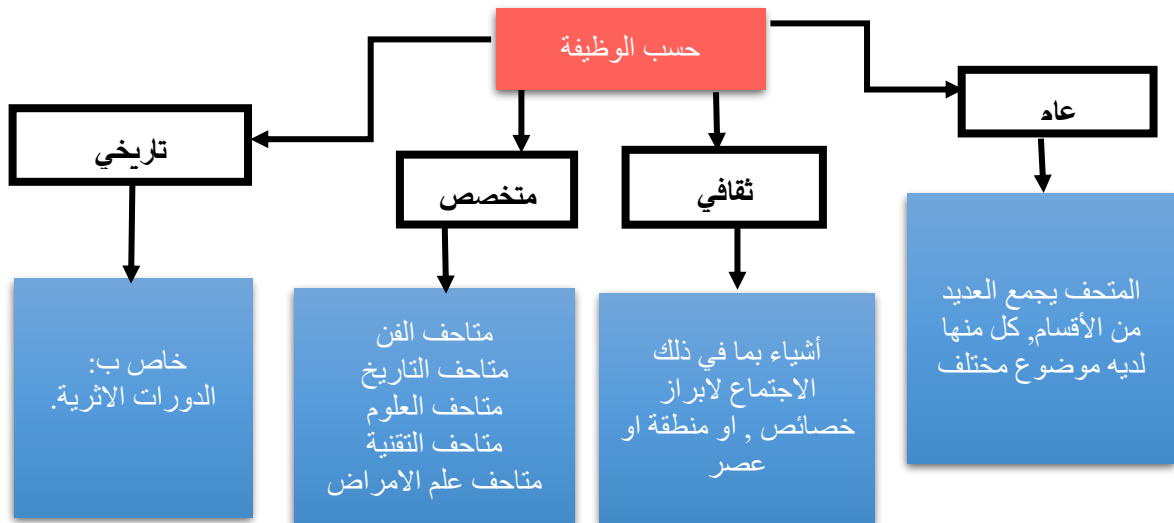 حسب الوظيفة
عام
ثقافي
متخصص
تاريخي
المتحف يجمع العديد
من الأقسام, كل منها
لديه موضوع مختلف
أشياء بما في ذلك
الاجتماع لابراز
خصائص , او منطقة او
عصر
متاحف الفن
متاحف التاريخ
متاحف العلوم
متاحف التقنية
متاحف علم الامراض
خاص ب:
الدورات الاثرية.